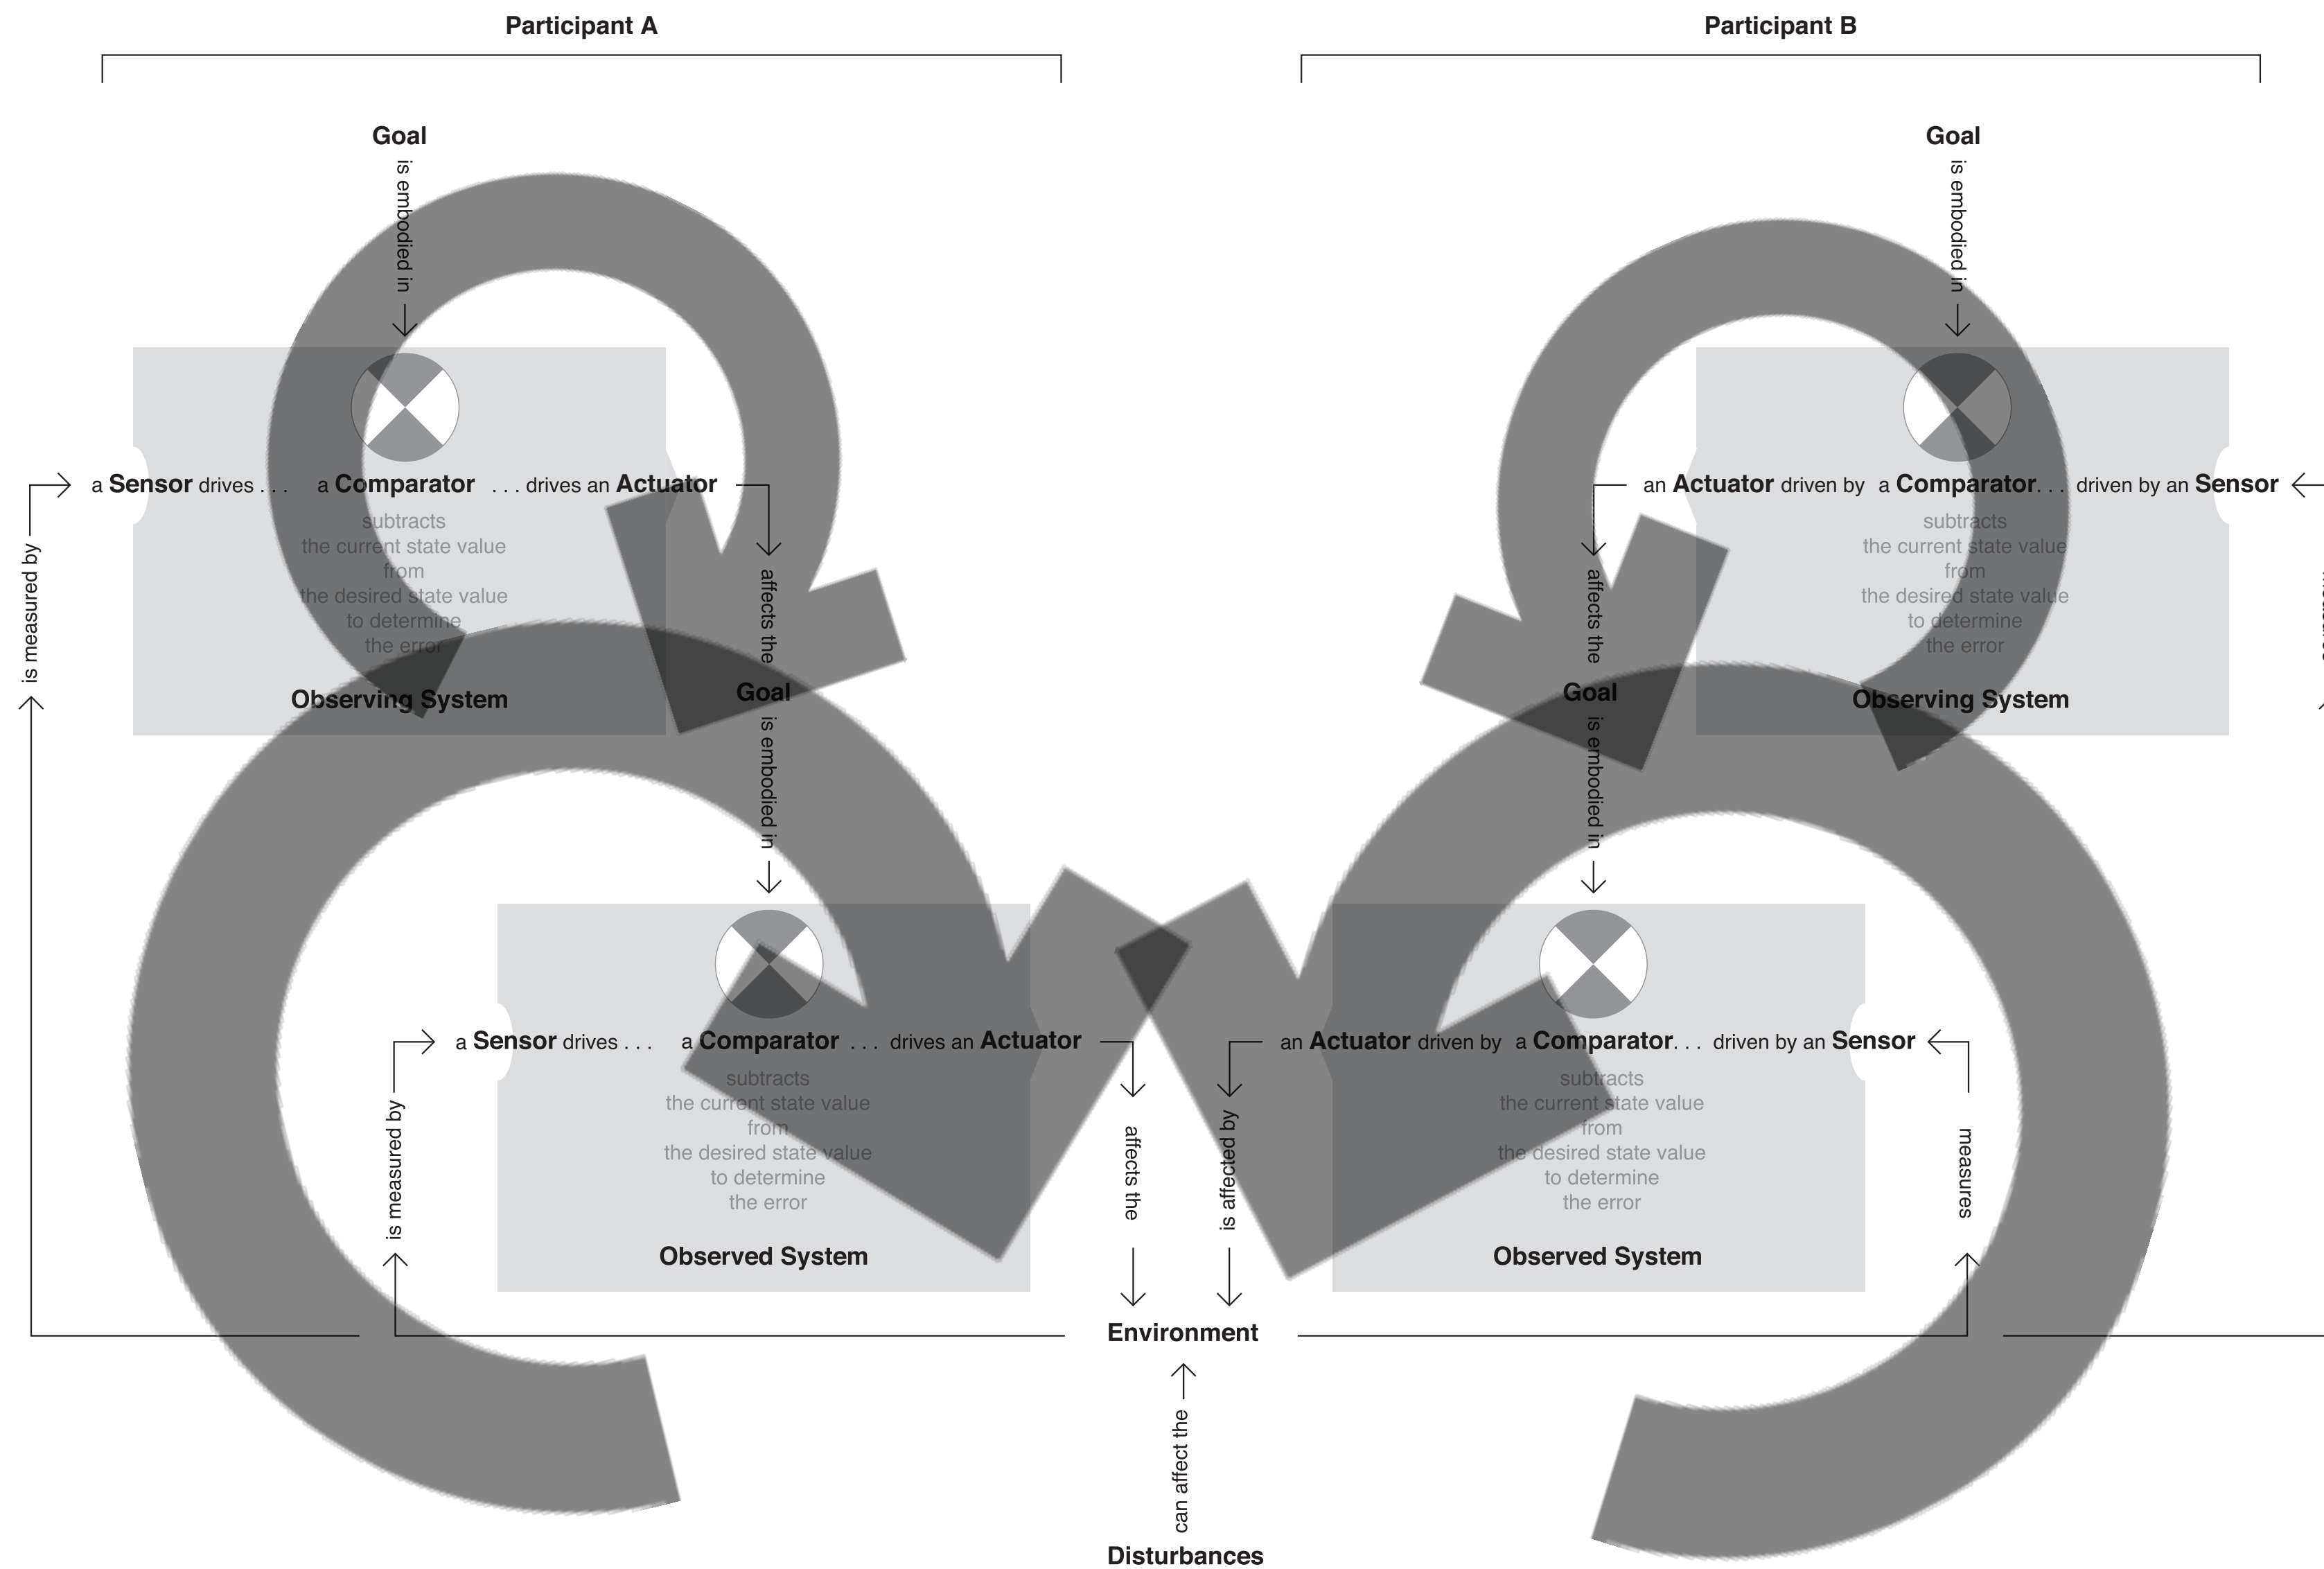 Participant A
Participant B
Goal
is embodied in
Goal
is embodied in
a Sensor drives . . . a Comparator . . . drives an Actuator
subtracts
the current state value
from
the desired state value
to determine
the error
Observing System
is measured by
affects the
Goal
is embodied in
an Actuator driven by a Comparator. . . driven by an Sensor
subtracts
the current state value
from
the desired state value
to determine
the error
Observing System
affects the
Goal
is embodied in
a Sensor drives . . . a Comparator . . . drives an Actuator
subtracts
the current state value
from
the desired state value
to determine
the error
Observed System
is measured by
affects the
is affected by
an Actuator driven by a Comparator. . . driven by an Sensor
subtracts
the current state value
from
the desired state value
to determine
the error
Observed System
measures
Environment
can affect the
Disturbances